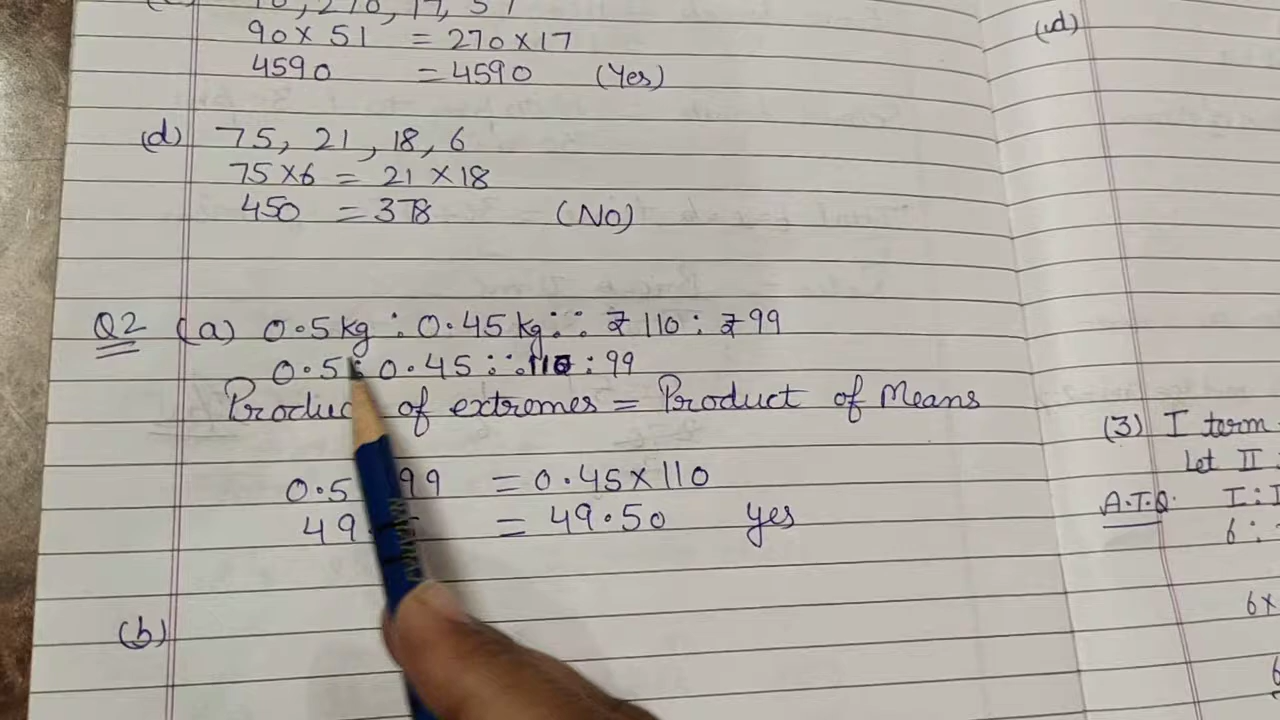 90 × 51 = 270 × 17
4590 = 4590 (Yes)
(d) 75, 21, 18, 6
75 × 6 = 21 × 18
450 = 378 = (NO)
Q2 (a) 0.5 kg : 0.45 kg :: ₹ 110 : ₹ 99
0.5 : 0.45 :: 110 : 99
Product of extremes = Product of Means
0.5 99 = 0.45 × 110
49. = 49.50 yes
(b)
(d)
(3) I term
Let II
A.T.Q. I :
6 :
6 ×